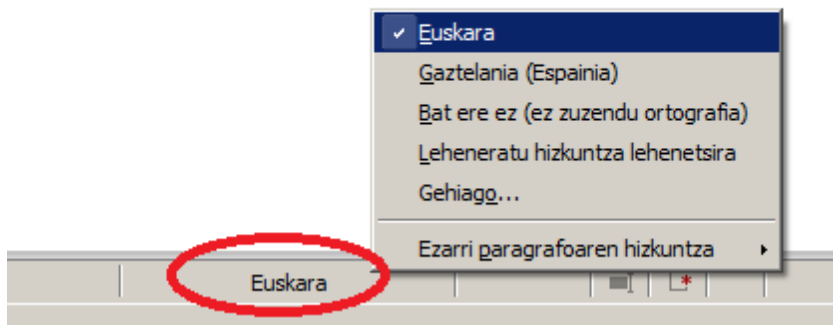 Euskara
Gaztelania (Espainia)
Bat ere ez (ez zuzendu ortografia)
Leheneratu hizkuntza lehenetsira
Gehiago...
Ezarri paragrafoaren hizkuntza
Euskara